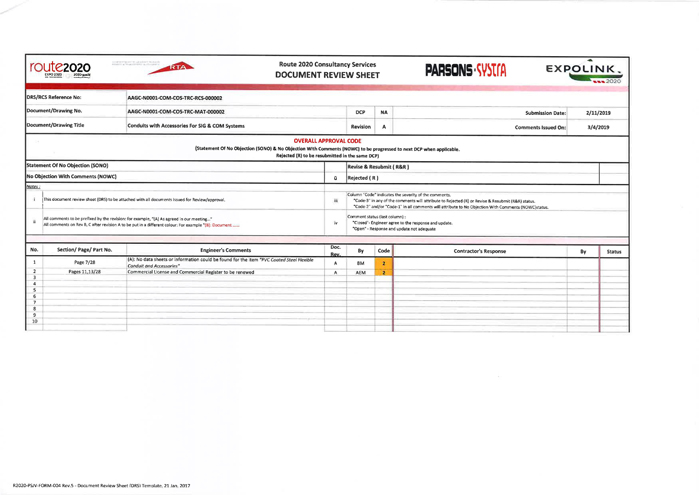 route2020
EXPO 2020
RTA
Route 2020 Consultancy Services
DOCUMENT REVIEW SHEET
PARSONS SYSTRA
EXPOLINK
2020
DRS/RCS Reference No:
AAGC-N0001-COM-COS-TRC-RCS-000002
Document/Drawing No.
AAGC-N0001-COM-COS-TRC-MAT-000002
DCP
NA
Submission Date:
2/11/2019
Document/Drawing Title
Conduits with Accessories For SIG & COM Systems
Revision
A
Comments Issued On:
3/4/2019
OVERALL APPROVAL CODE
(Statement Of No Objection (SONO) & No Objection With Comments (NOWC) to be progressed to next DCP when applicable.
Rejected (R) to be resubmitted in the same DCP)
Statement Of No Objection (SONO)
Revise & Resubmit ( R&R )
No Objection With Comments (NOWC)
Rejected ( R )
Notes :
i
This document review sheet (DRS) to be attached with all documents issued for Review/approval.
iii
Column "Code" indicates the severity of the comments.
"Code-3" in any of the comments will attribute to Rejected (R) or Revise & Resubmit (R&R) status.
"Code-2" and/or "Code-1" in all comments will attribute to No Objection With Comments (NOWC)status.
ii
All comments to be prefixed by the revision: for example, "[A] As agreed in our meeting..."
All comments on Rev B, C after revision A to be put in a different colour. For example "[B]. Document......
iv
Comment status (last column) :
"Closed"- Engineer agree to the response and update.
"Open" - Response and update not adequate
No.
Section/ Page/ Part No.
Engineer's Comments
Doc. Rev.
By
Code
Contractor's Response
By
Status
1
Page 7/28
[A]: No data sheets or information could be found for the item "PVC Coated Steel Flexible
Conduit and Accessories"
A
BM
2
2
Pages 11,13/28
Commercial License and Commercial Register to be renewed
A
AEM
2
3
4
5
6
7
8
9
10
R2020-PSJV-FORM-004 Rev.5 - Document Review Sheet (DRS) Template, 21 Jan, 2017